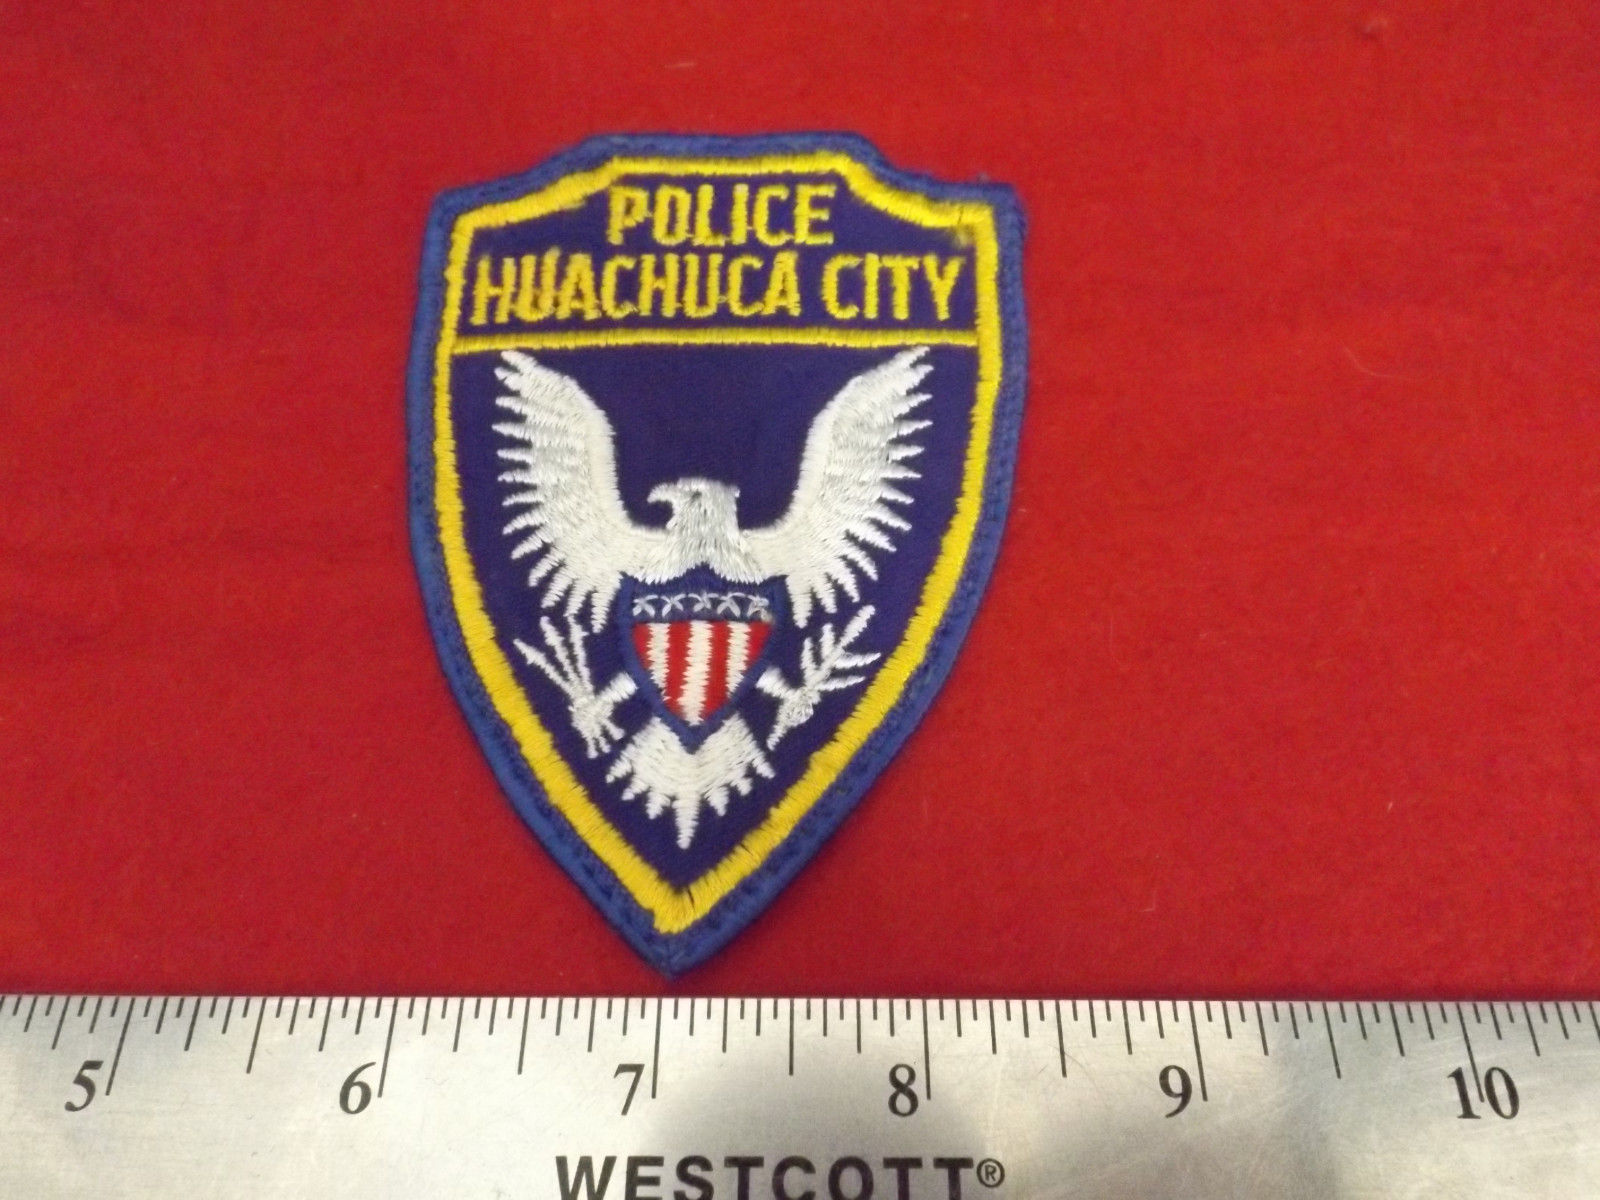 POLICE
HUACHUCA CITY
5 6 7 8 9 10
WESTCOTT®